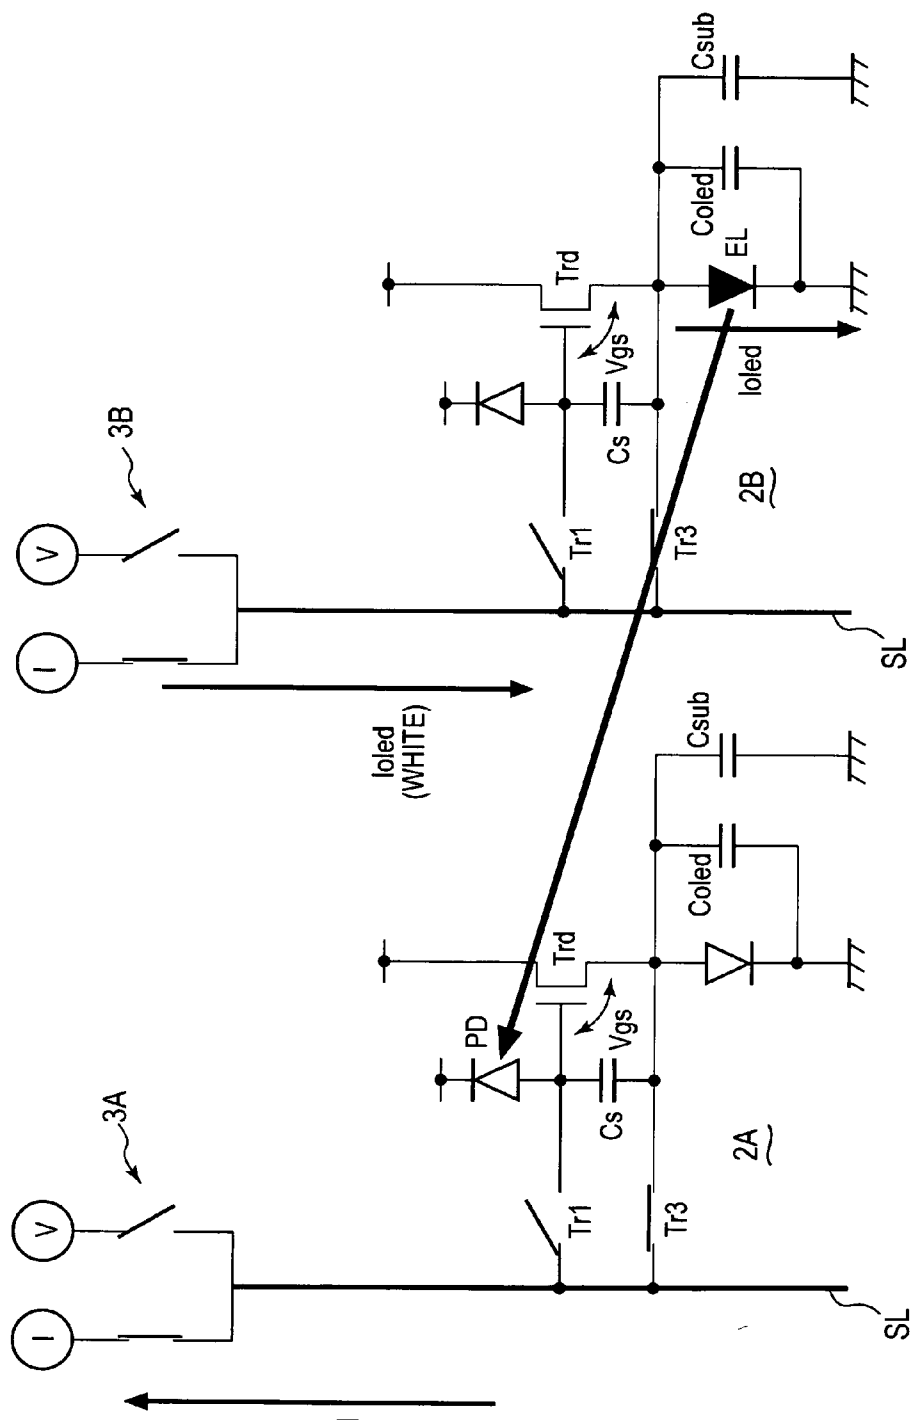 I
V
I
V
3A
3B
Ioled
(WHITE)
PD
Trd
Trd
Tr1
Tr1
Cs
Vgs
Cs
Vgs
Tr3
Tr3
Coled
Csub
Coled
Csub
EL
2A
2B
Ioled
SL
SL